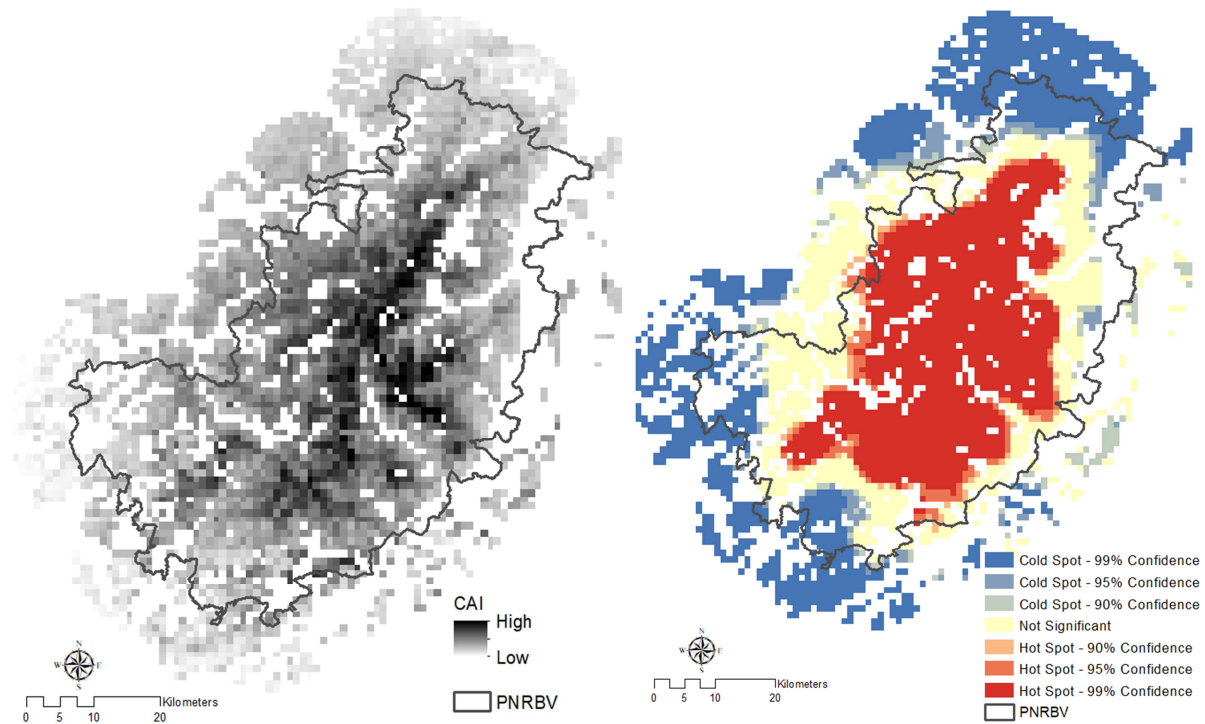 CAI
High
Low
N
W E
S
Kilometers
0 5 10 20
PNRBV
Cold Spot - 99% Confidence
Cold Spot - 95% Confidence
Cold Spot - 90% Confidence
Not Significant
Hot Spot - 90% Confidence
Hot Spot - 95% Confidence
Hot Spot - 99% Confidence
PNRBV
N
W E
S
Kilometers
0 5 10 20